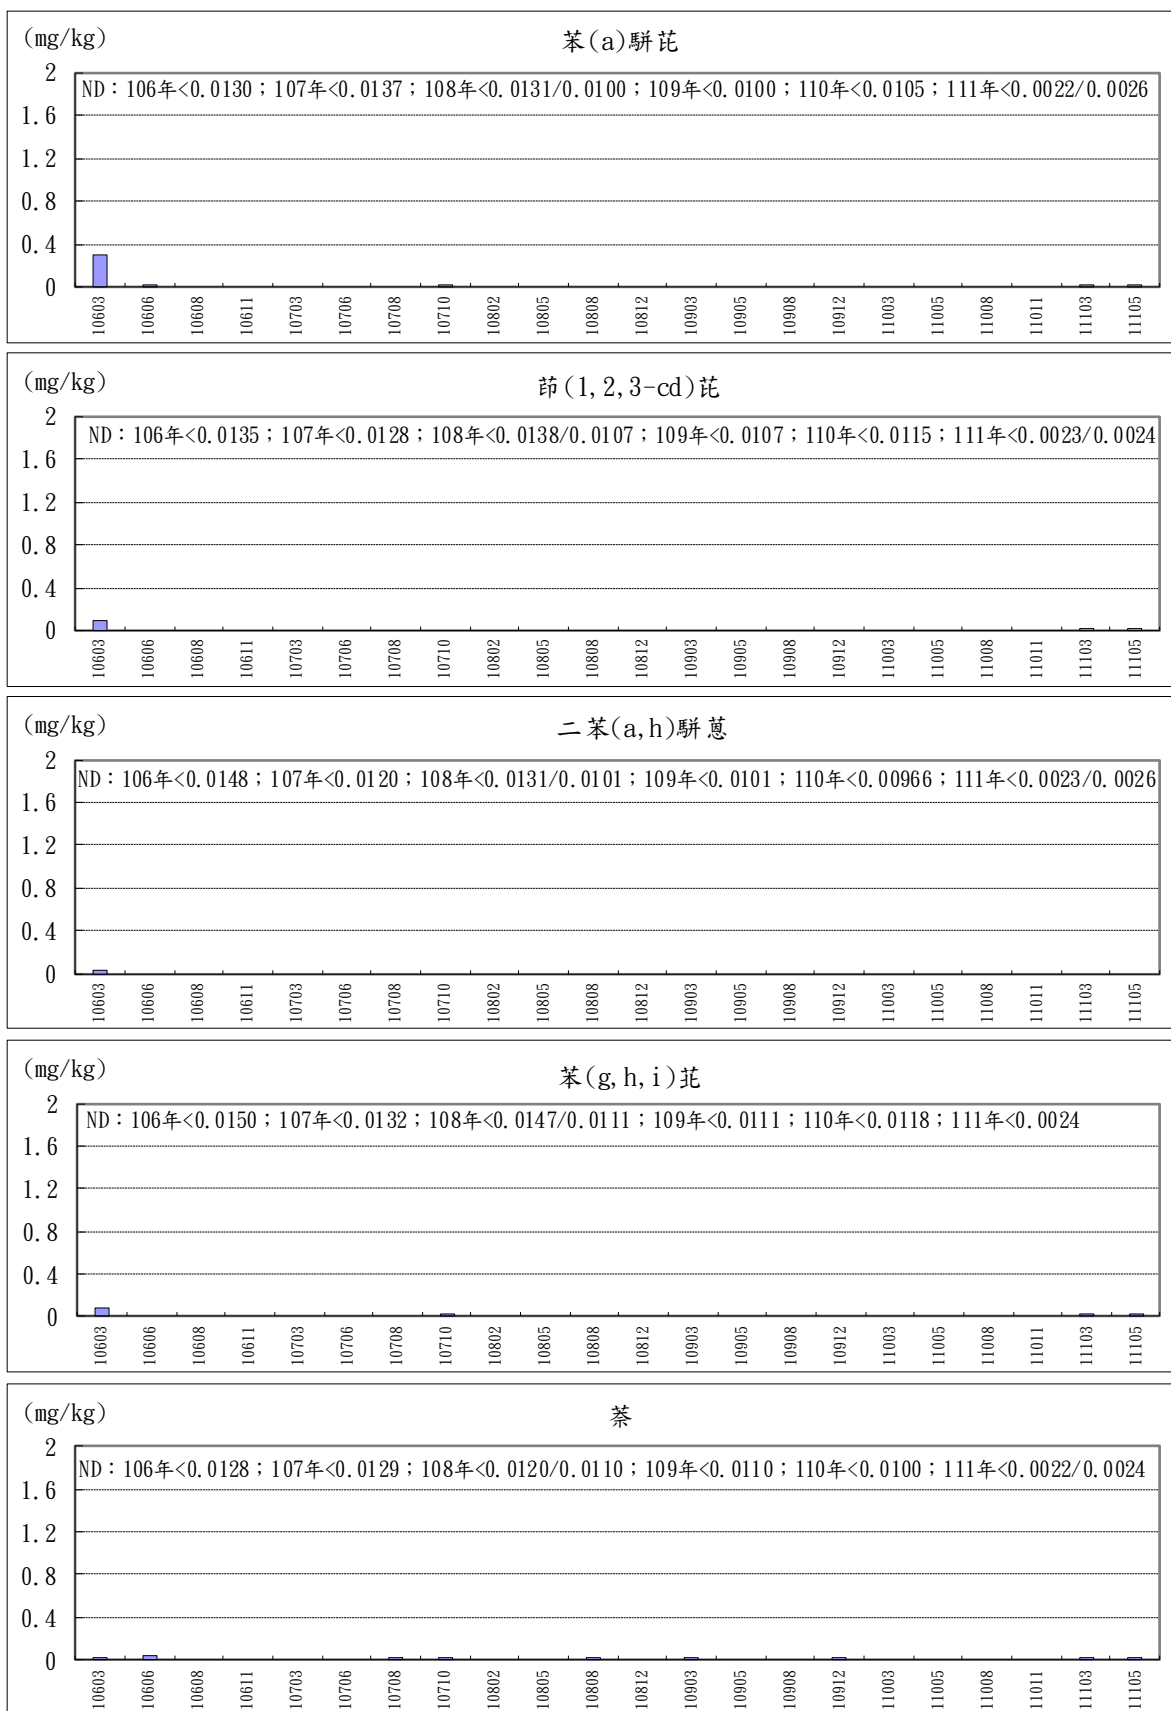 (mg/kg)
苯(a)駢芘
2
ND：106年<0.0130；107年<0.0137；108年<0.0131/0.0100；109年<0.0100；110年<0.0105；111年<0.0022/0.0026
1.6
1.2
0.8
0.4
0
10603 10606 10608 10611 10703 10706 10708 10710 10802 10805 10808 10812 10903 10905 10908 10912 11003 11005 11008 11011 11103 11105
(mg/kg)
茚(1,2,3-cd)芘
2
ND：106年<0.0135；107年<0.0128；108年<0.0138/0.0107；109年<0.0107；110年<0.0115；111年<0.0023/0.0024
1.6
1.2
0.8
0.4
0
10603 10606 10608 10611 10703 10706 10708 10710 10802 10805 10808 10812 10903 10905 10908 10912 11003 11005 11008 11011 11103 11105
(mg/kg)
二苯(a,h)駢蒽
2
ND：106年<0.0148；107年<0.0120；108年<0.0131/0.0101；109年<0.0101；110年<0.00966；111年<0.0023/0.0026
1.6
1.2
0.8
0.4
0
10603 10606 10608 10611 10703 10706 10708 10710 10802 10805 10808 10812 10903 10905 10908 10912 11003 11005 11008 11011 11103 11105
(mg/kg)
苯(g,h,i)苝
2
ND：106年<0.0150；107年<0.0132；108年<0.0147/0.0111；109年<0.0111；110年<0.0118；111年<0.0024
1.6
1.2
0.8
0.4
0
10603 10606 10608 10611 10703 10706 10708 10710 10802 10805 10808 10812 10903 10905 10908 10912 11003 11005 11008 11011 11103 11105
(mg/kg)
萘
2
ND：106年<0.0128；107年<0.0129；108年<0.0120/0.0110；109年<0.0110；110年<0.0100；111年<0.0022/0.0024
1.6
1.2
0.8
0.4
0
10603 10606 10608 10611 10703 10706 10708 10710 10802 10805 10808 10812 10903 10905 10908 10912 11003 11005 11008 11011 11103 11105